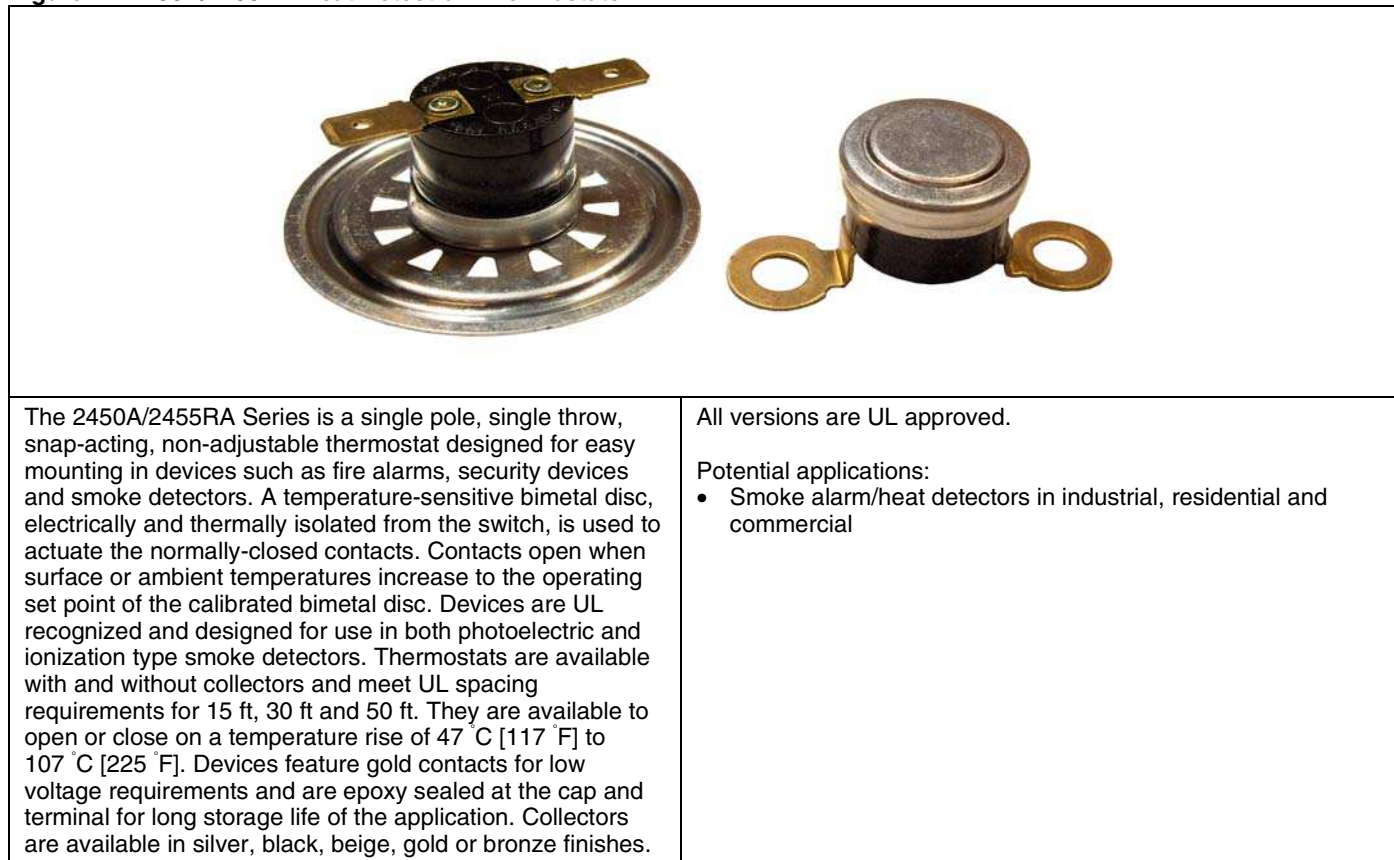 The 2450A/2455RA Series is a single pole, single throw,
snap-acting, non-adjustable thermostat designed for easy
mounting in devices such as fire alarms, security devices
and smoke detectors. A temperature-sensitive bimetal disc,
electrically and thermally isolated from the switch, is used to
actuate the normally-closed contacts. Contacts open when
surface or ambient temperatures increase to the operating
set point of the calibrated bimetal disc. Devices are UL
recognized and designed for use in both photoelectric and
ionization type smoke detectors. Thermostats are available
with and without collectors and meet UL spacing
requirements for 15 ft, 30 ft and 50 ft. They are available to
open or close on a temperature rise of 47 °C [117 °F] to
107 °C [225 °F]. Devices feature gold contacts for low
voltage requirements and are epoxy sealed at the cap and
terminal for long storage life of the application. Collectors
are available in silver, black, beige, gold or bronze finishes.
All versions are UL approved.
Potential applications:
• Smoke alarm/heat detectors in industrial, residential and
commercial